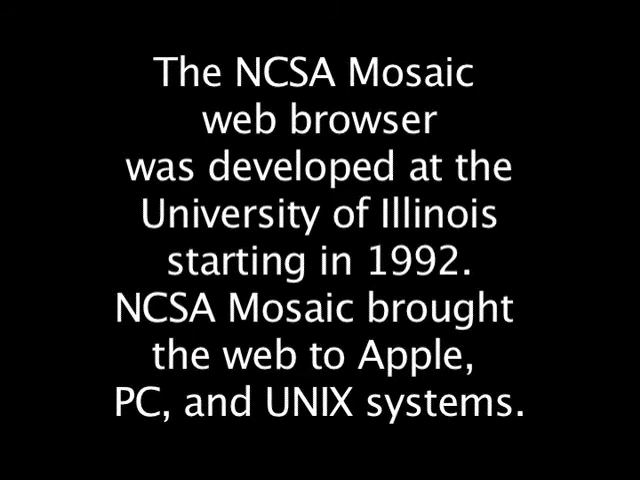 The NCSA Mosaic
web browser
was developed at the
University of Illinois
starting in 1992.
NCSA Mosaic brought
the web to Apple,
PC, and UNIX systems.